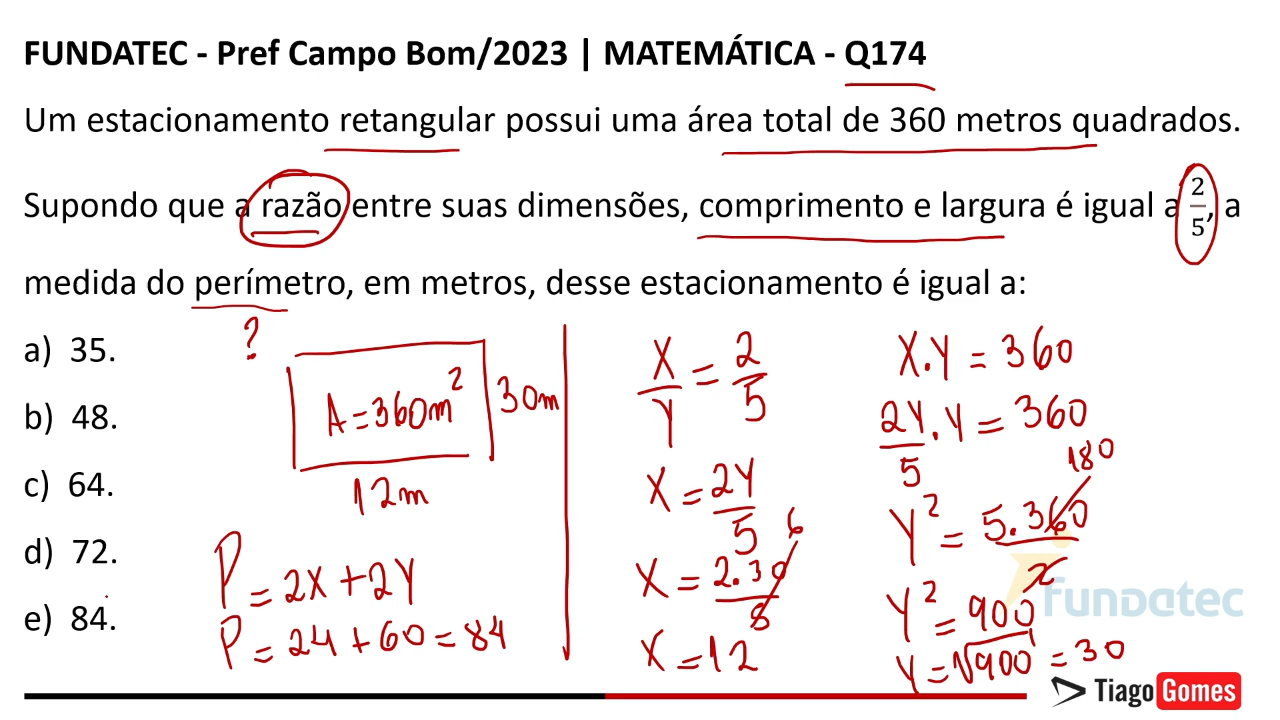 FUNDATEC - Pref Campo Bom/2023 | MATEMÁTICA - Q174
Um estacionamento retangular possui uma área total de 360 metros quadrados.
Supondo que a razão entre suas dimensões, comprimento e largura é igual a 2/5, a
medida do perímetro, em metros, desse estacionamento é igual a:
a) 35.
b) 48.
c) 64.
d) 72.
e) 84.
?
A = 360m²
30m
12m
P = 2X + 2Y
P = 24 + 60 = 84
X/Y = 2/5
X = 2Y/5
X = 2.30/5 6
X = 12
X.Y = 360
2Y/5 . Y = 360
Y² = 5.360/2 180
Y² = 900
Y = √900 = 30
fundatec
Tiago Gomes